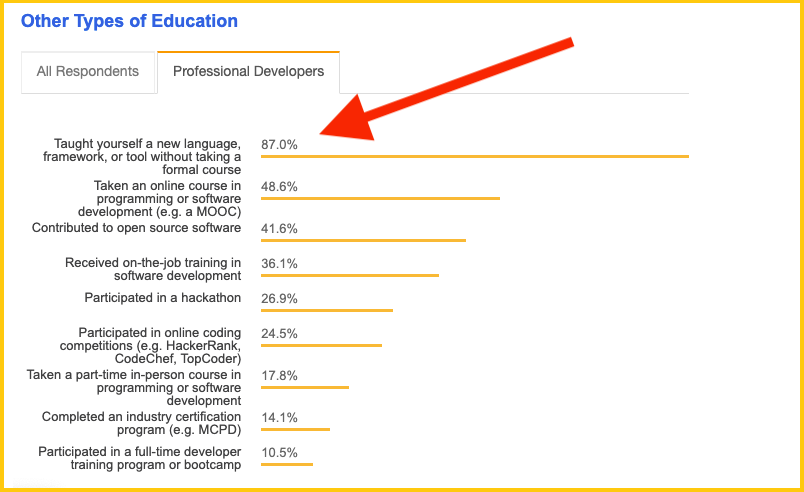 Other Types of Education
All Respondents
Professional Developers
Taught yourself a new language,
framework, or tool without taking a
formal course
87.0%
Taken an online course in
programming or software
development (e.g. a MOOC)
48.6%
Contributed to open source software
41.6%
Received on-the-job training in
software development
36.1%
Participated in a hackathon
26.9%
Participated in online coding
competitions (e.g. HackerRank,
CodeChef, TopCoder)
24.5%
Taken a part-time in-person course in
programming or software
development
17.8%
Completed an industry certification
program (e.g. MCPD)
14.1%
Participated in a full-time developer
training program or bootcamp
10.5%